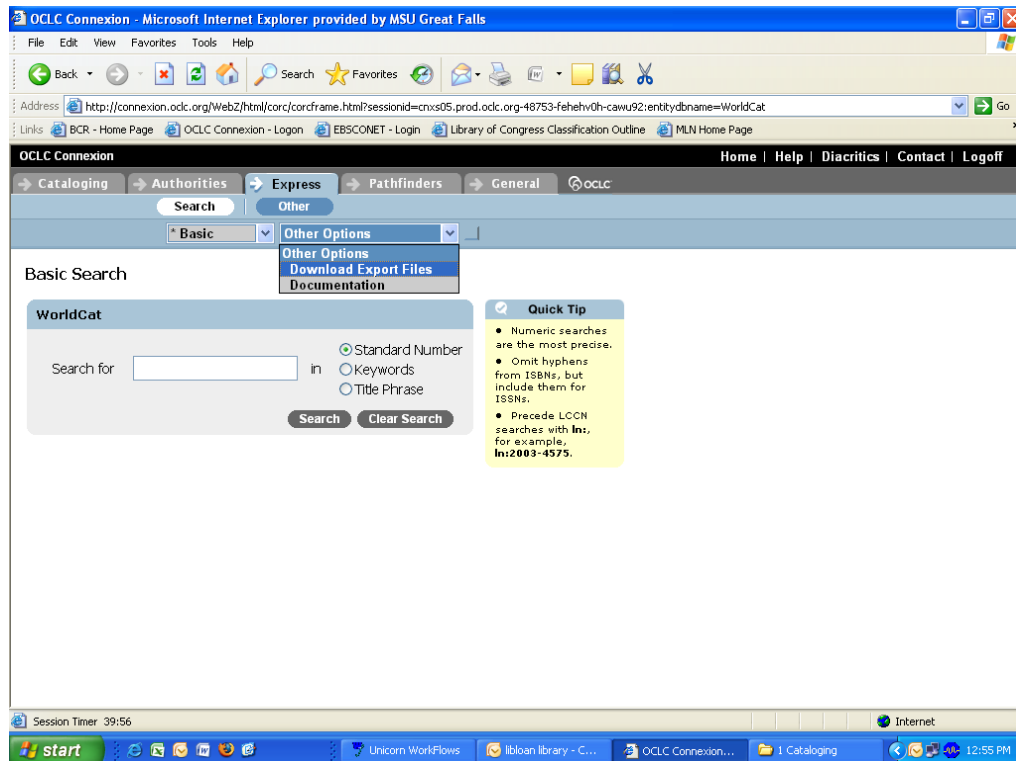 OCLC Connexion - Microsoft Internet Explorer provided by MSU Great Falls
File Edit View Favorites Tools Help
Back Search Favorites
Address http://connexion.oclc.org/WebZ/html/corc/corcframe.html?sessionid=cnxs05.prod.oclc.org-48753-fehehv0h-cawu92:entitydbname=WorldCat Go
Links BCR - Home Page OCLC Connexion - Logon EBSCONET - Login Library of Congress Classification Outline MLN Home Page
OCLC Connexion Home | Help | Diacritics | Contact | Logoff
Cataloging Authorities Express Pathfinders General OCLC
Search Other
* Basic Other Options
Other Options
Download Export Files
Documentation
Basic Search
WorldCat
Search for in
Standard Number
Keywords
Title Phrase
Search Clear Search
Quick Tip
• Numeric searches
are the most precise.
• Omit hyphens
from ISBNs, but
include them for
ISSNs.
• Precede LCCN
searches with ln:,
for example,
ln:2003-4575.
Session Timer 39:56 Internet
start Unicorn WorkFlows libloan library - C... OCLC Connexion... 1 Cataloging 12:55 PM